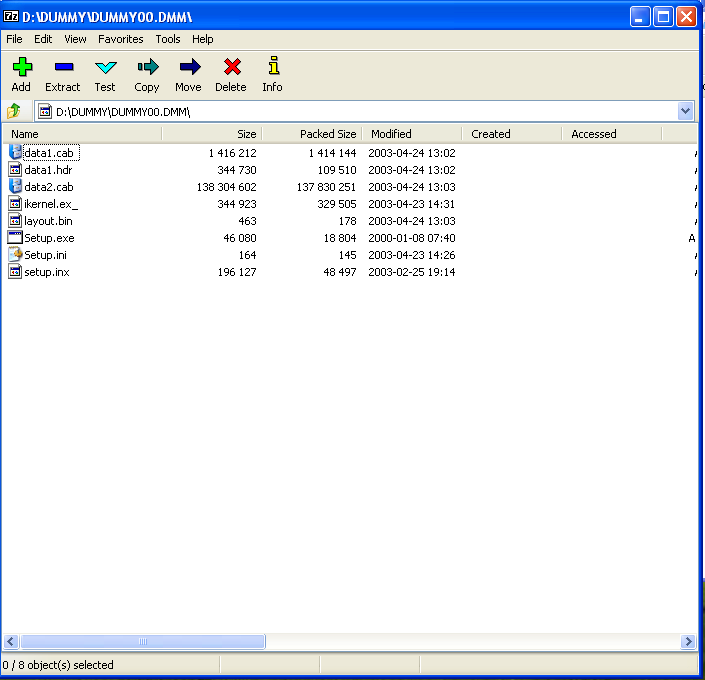 D:\DUMMY\DUMMY00.DMM\
File Edit View Favorites Tools Help
Add Extract Test Copy Move Delete Info
D:\DUMMY\DUMMY00.DMM\
Name Size Packed Size Modified Created Accessed
data1.cab 1 416 212 1 414 144 2003-04-24 13:02
data1.hdr 344 730 109 510 2003-04-24 13:02
data2.cab 138 304 602 137 830 251 2003-04-24 13:03
ikernel.ex_ 344 923 329 505 2003-04-23 14:31
layout.bin 463 178 2003-04-24 13:03
Setup.exe 46 080 18 804 2000-01-08 07:40 A
Setup.ini 164 145 2003-04-23 14:26
setup.inx 196 127 48 497 2003-02-25 19:14
0 / 8 object(s) selected